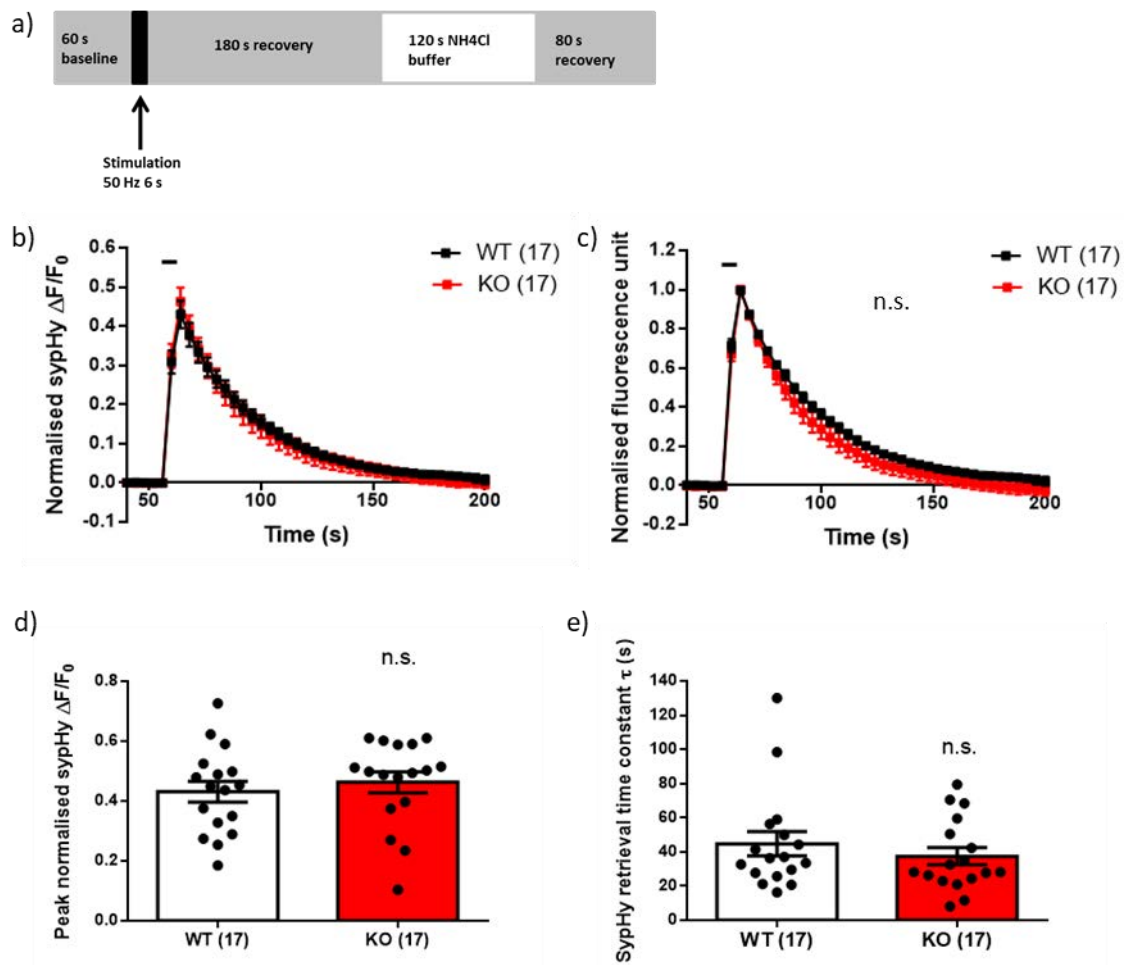 a)
60 s
baseline
180 s recovery
120 s NH4Cl
buffer
80 s
recovery
Stimulation
50 Hz 6 s
b)
Normalised sypHy ΔF/F0
0.6
0.5
0.4
0.3
0.2
0.1
0.0
-0.1
50
100
150
200
Time (s)
WT (17)
KO (17)
c)
Normalised fluorescence unit
1.2
1.0
0.8
0.6
0.4
0.2
0.0
-0.2
50
100
150
200
Time (s)
WT (17)
KO (17)
n.s.
d)
Peak normalised sypHy ΔF/F0
0.8
0.6
0.4
0.2
0.0
n.s.
WT (17)
KO (17)
e)
SypHy retrieval time constant τ (s)
140
120
100
80
60
40
20
0
n.s.
WT (17)
KO (17)